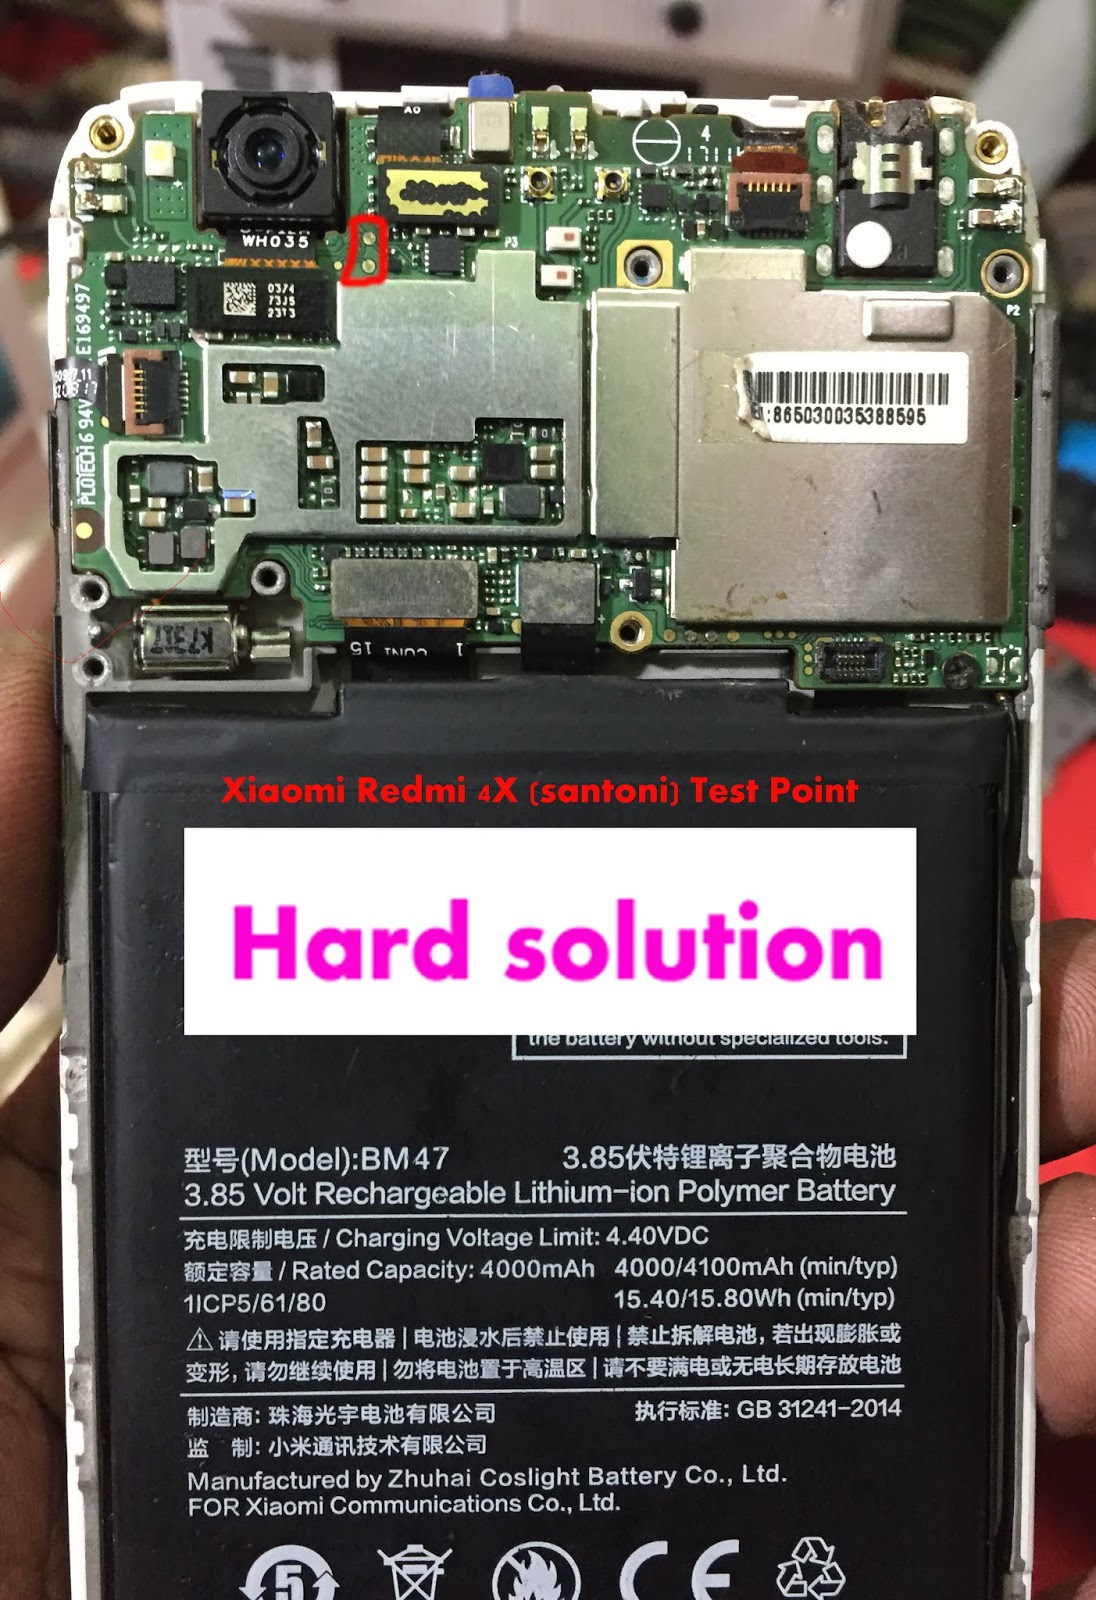 A0
4
1711
WH035
P3
0374
73J5
2313
E169497
P2
:865030035388595
PLOTECH
94V
K7327
15
CON1
1
Xiaomi Redmi 4X (santoni) Test Point
Hard solution
the battery without specialized tools.
型号(Model):BM47
3.85伏特锂离子聚合物电池
3.85 Volt Rechargeable Lithium-ion Polymer Battery
充电限制电压 / Charging Voltage Limit: 4.40VDC
额定容量 / Rated Capacity: 4000mAh 4000/4100mAh (min/typ)
1ICP5/61/80 15.40/15.80Wh (min/typ)
⚠ 请使用指定充电器 | 电池浸水后禁止使用 | 禁止拆解电池, 若出现膨胀或
变形, 请勿继续使用 | 勿将电池置于高温区 | 请不要满电或无电长期存放电池
制造商: 珠海光宇电池有限公司 执行标准: GB 31241-2014
监 制: 小米通讯技术有限公司
Manufactured by Zhuhai Coslight Battery Co., Ltd.
FOR Xiaomi Communications Co., Ltd.
5
CE